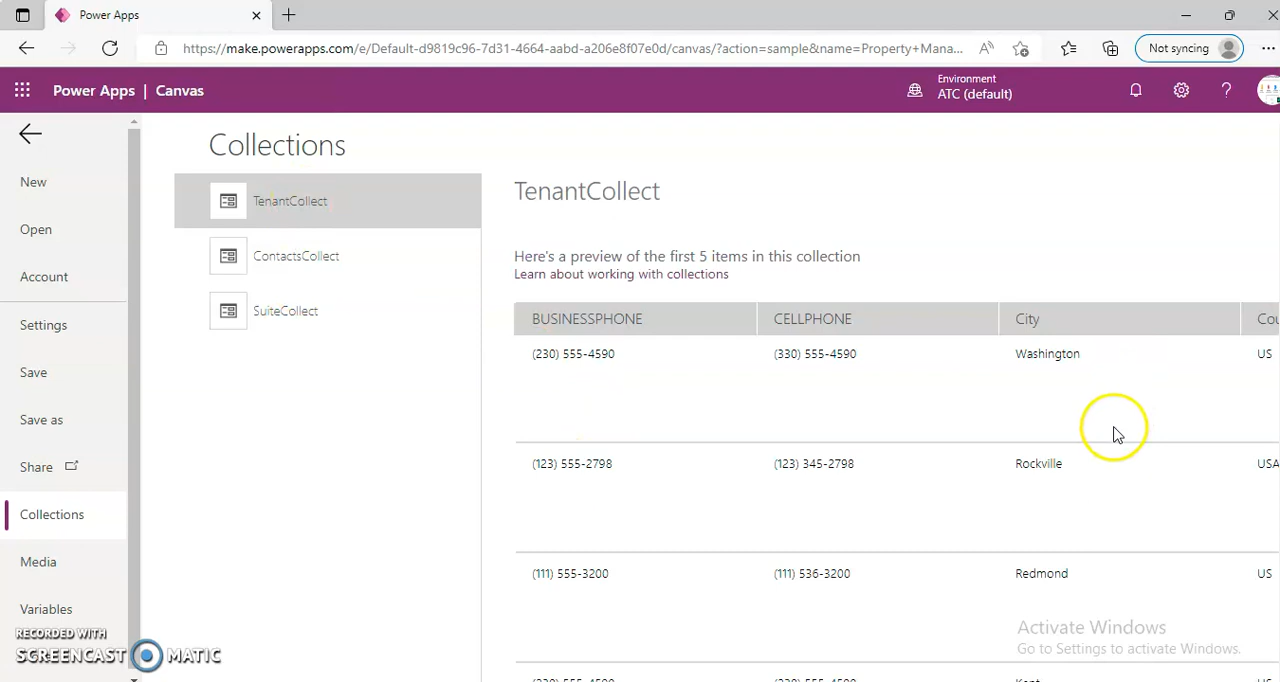 Power Apps
https://make.powerapps.com/e/Default-d9819c96-7d31-4664-aabd-a206e8f07e0d/canvas/?action=sample&name=Property+Mana...
Not syncing
Power Apps | Canvas
Environment
ATC (default)
Collections
New
Open
Account
Settings
Save
Save as
Share
Collections
Media
Variables
TenantCollect
ContactsCollect
SuiteCollect
TenantCollect
Here's a preview of the first 5 items in this collection
Learn about working with collections
BUSINESSPHONE CELLPHONE City Cou
(230) 555-4590 (330) 555-4590 Washington US
(123) 555-2798 (123) 345-2798 Rockville USA
(111) 555-3200 (111) 536-3200 Redmond US
Activate Windows
Go to Settings to activate Windows.
RECORDED WITH
SCREENCAST MATIC